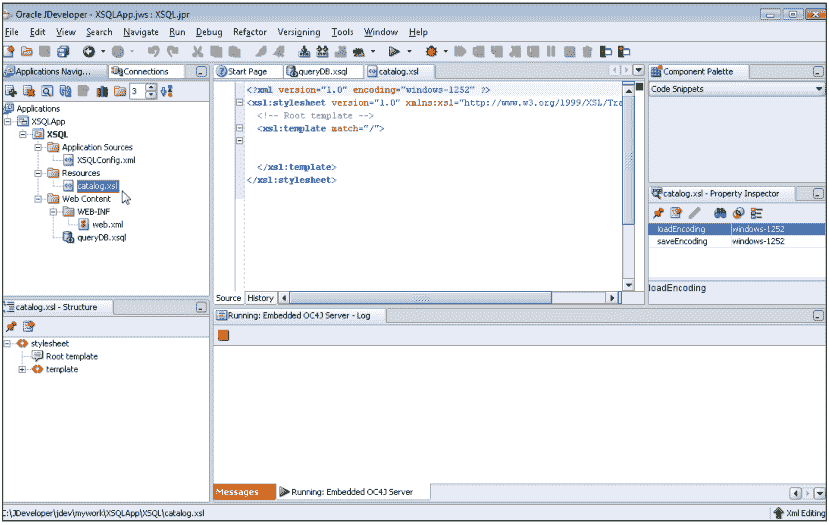 Oracle JDeveloper - XSQLApp.jws : XSQL.jpr
File Edit View Search Navigate Run Debug Refactor Versioning Tools Window Help
Applications Navig...
Connections
Applications
XSQLApp
XSQL
Application Sources
XSQLConfig.xml
Resources
catalog.xsl
Web Content
WEB-INF
web.xml
queryDB.xsql
3
Start Page
queryDB.xsql
catalog.xsl
<?xml version="1.0" encoding="windows-1252" ?>
<xsl:stylesheet version="1.0" xmlns:xsl="http://www.w3.org/1999/XSL/Tra
<!-- Root template -->
<xsl:template match="/">
</xsl:template>
</xsl:stylesheet>
Source History
Component Palette
Code Snippets
catalog.xsl - Property Inspector
loadEncoding windows-1252
saveEncoding windows-1252
loadEncoding
catalog.xsl - Structure
stylesheet
Root template
template
Running: Embedded OC4J Server - Log
Messages
Running: Embedded OC4J Server
C:\JDeveloper\jdev\mywork\XSQLApp\XSQL\catalog.xsl
Xml Editing